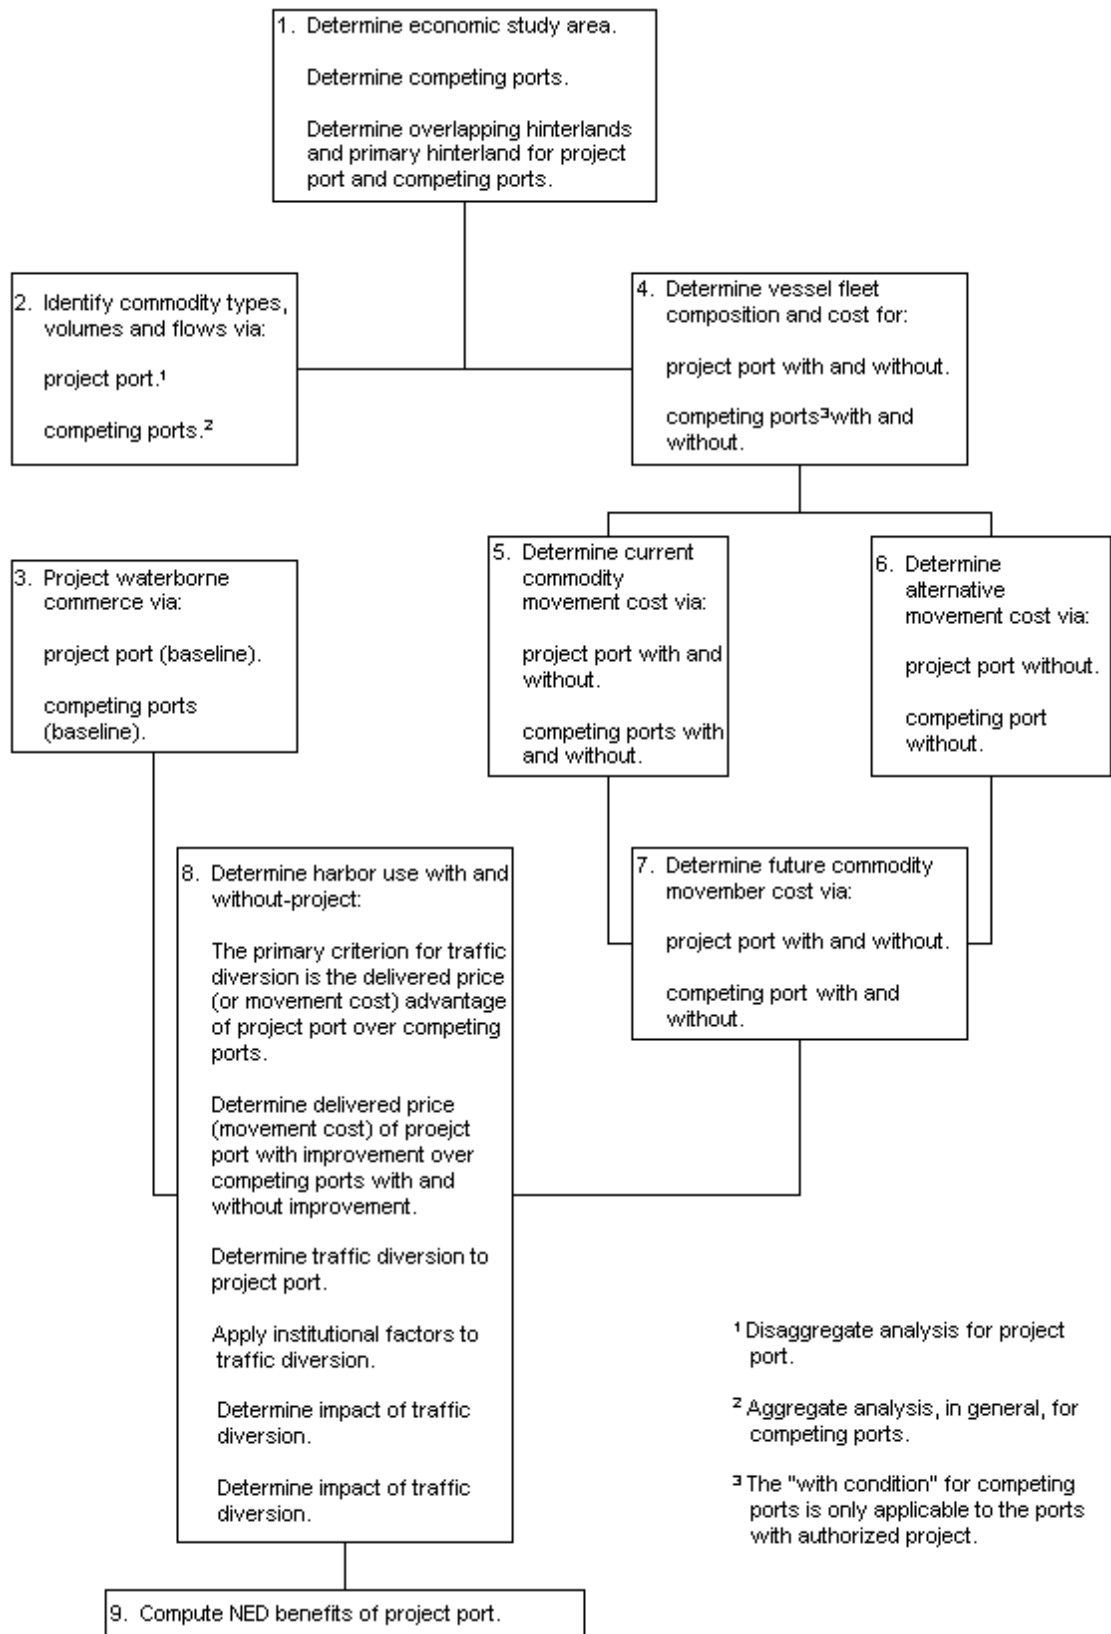 1. Determine economic study area.
Determine competing ports.
Determine overlapping hinterlands
and primary hinterland for project
port and competing ports.
2. Identify commodity types,
volumes and flows via:
project port.¹
competing ports.²
4. Determine vessel fleet
composition and cost for:
project port with and without.
competing ports³with and
without.
3. Project waterborne
commerce via:
project port (baseline).
competing ports
(baseline).
5. Determine current
commodity
movement cost via:
project port with and
without.
competing ports with
and without.
6. Determine
alternative
movement cost via:
project port without.
competing port
without.
8. Determine harbor use with and
without-project:
The primary criterion for traffic
diversion is the delivered price
(or movement cost) advantage
of project port over competing
ports.
Determine delivered price
(movement cost) of proejct
port with improvement over
competing ports with and
without improvement.
Determine traffic diversion to
project port.
Apply institutional factors to
traffic diversion.
Determine impact of traffic
diversion.
Determine impact of traffic
diversion.
7. Determine future commodity
movember cost via:
project port with and without.
competing port with and
without.
¹ Disaggregate analysis for project
port.
² Aggregate analysis, in general, for
competing ports.
³ The "with condition" for competing
ports is only applicable to the ports
with authorized project.
9. Compute NED benefits of project port.